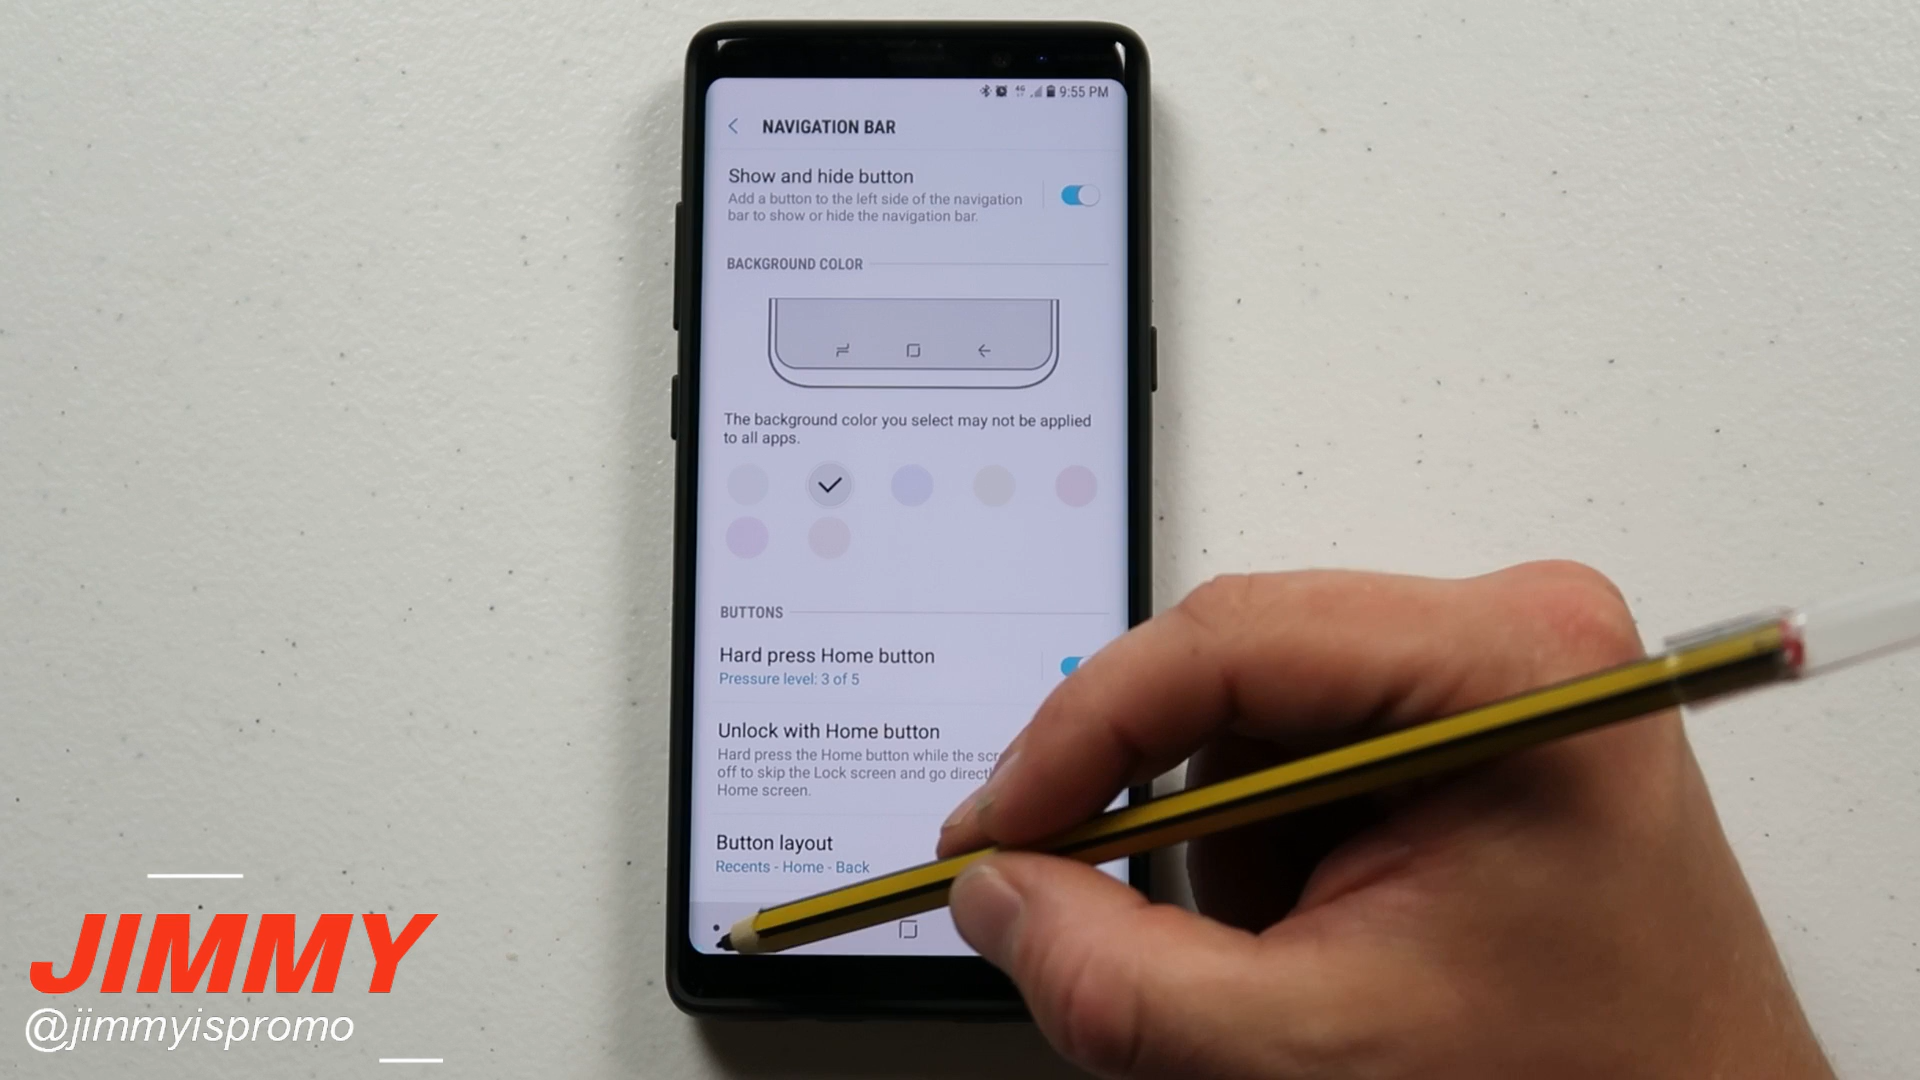 4G 9:55 PM
NAVIGATION BAR
Show and hide button
Add a button to the left side of the navigation
bar to show or hide the navigation bar.
BACKGROUND COLOR
The background color you select may not be applied
to all apps.
BUTTONS
Hard press Home button
Pressure level: 3 of 5
Unlock with Home button
Hard press the Home button while the
off to skip the Lock screen and go
Home screen.
Button layout
Recents - Home - Back
JIMMY
@jimmyispromo